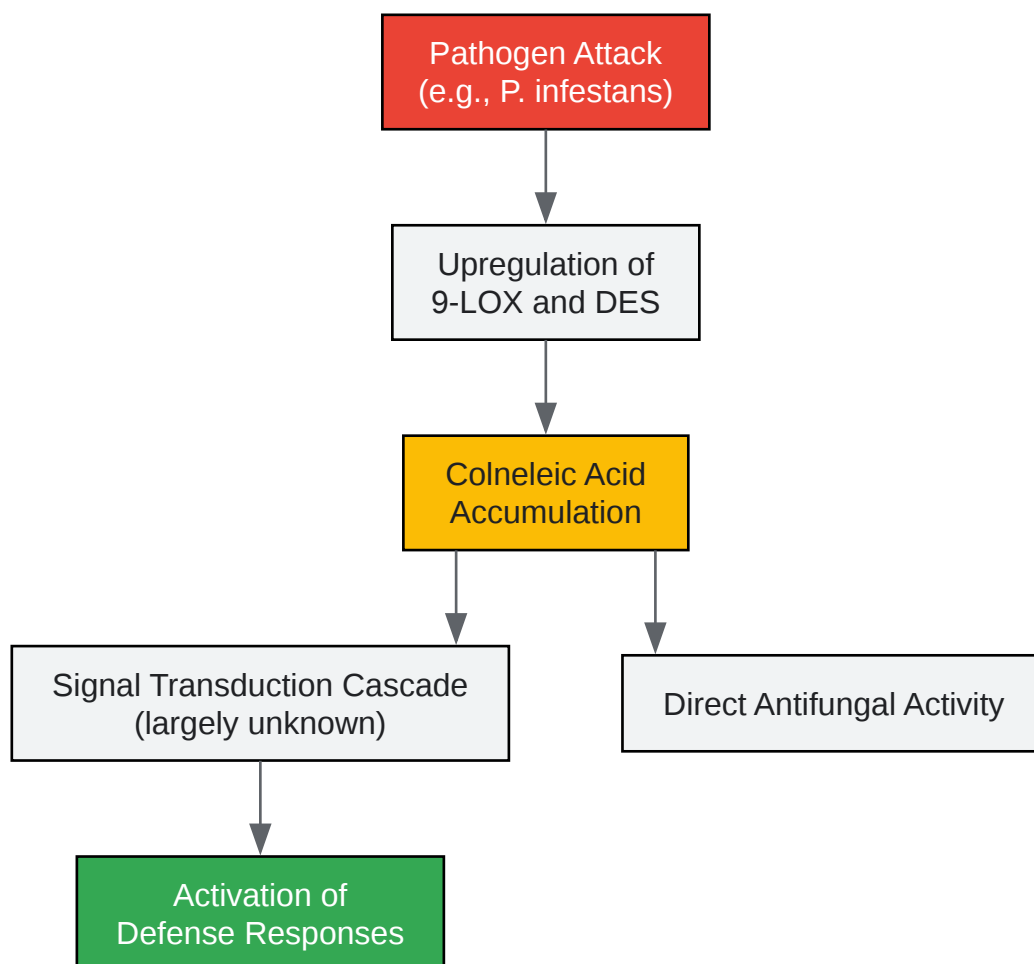 Pathogen Attack
(e.g., P. infestans)
Upregulation of
9-LOX and DES
Colneleic Acid
Accumulation
Signal Transduction Cascade
(largely unknown)
Direct Antifungal Activity
Activation of
Defense Responses